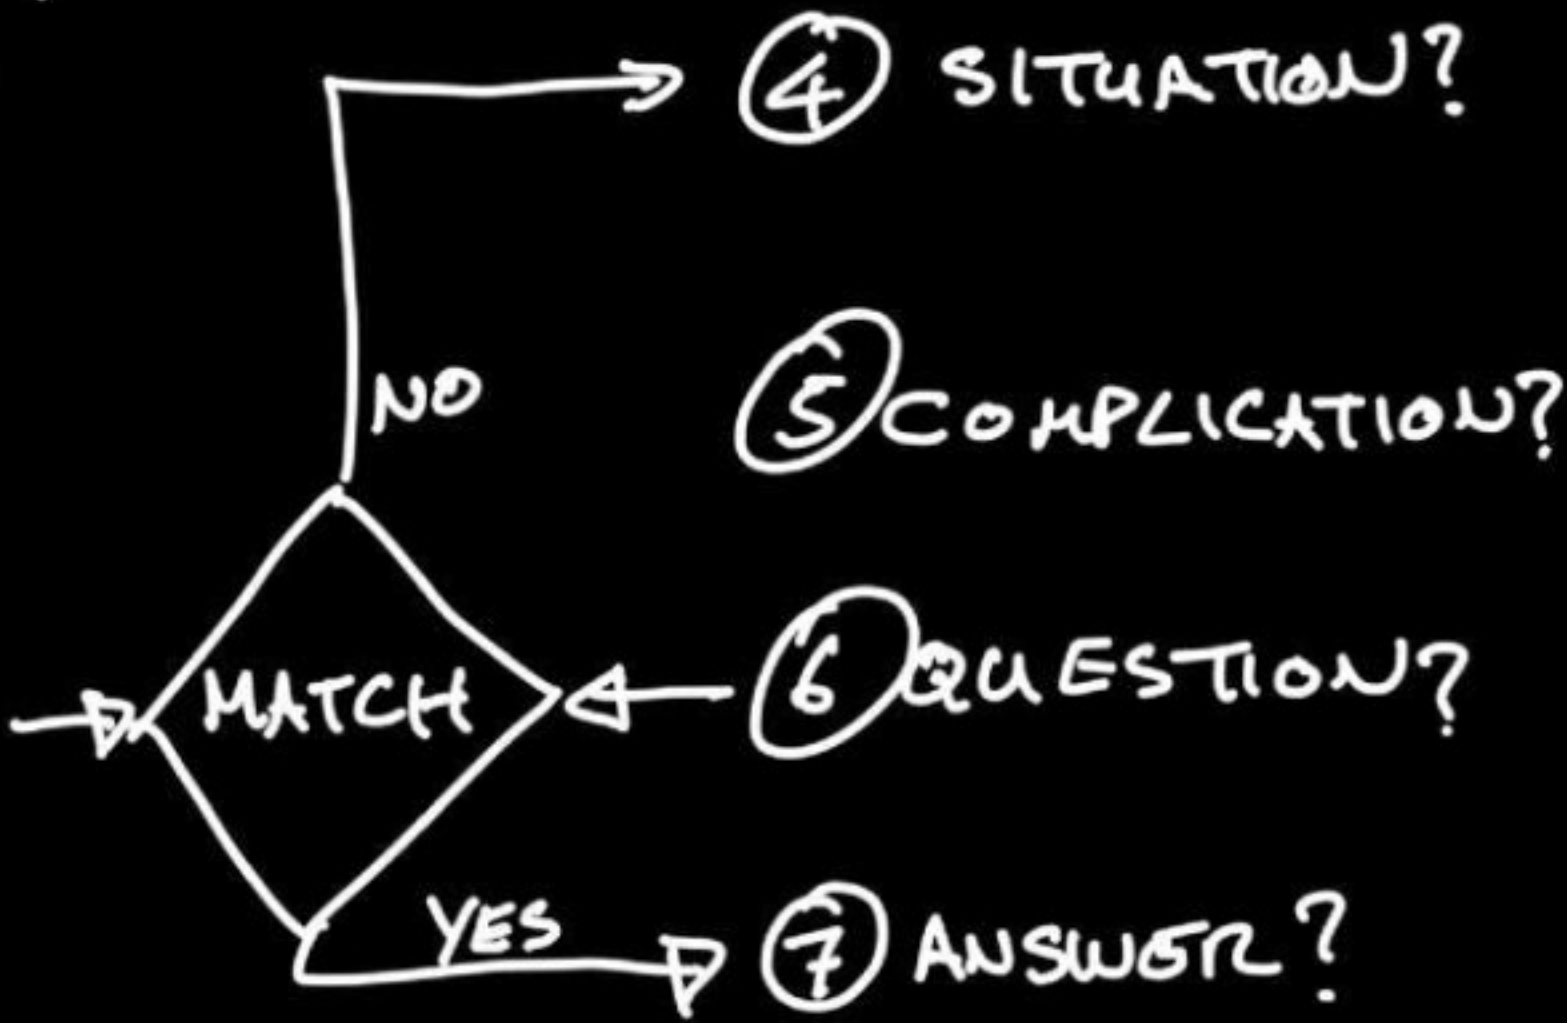 4 SITUATION?
NO
5 COMPLICATION?
MATCH
6 QUESTION?
YES
7 ANSWER?